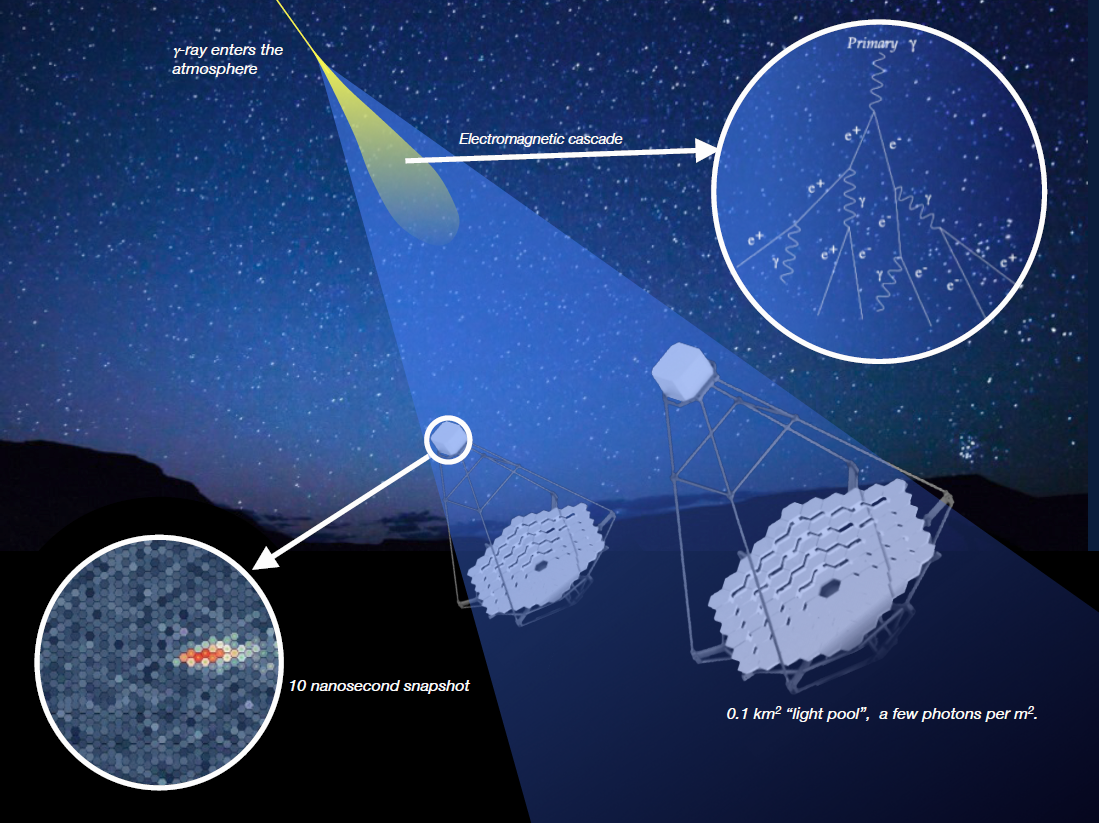 γ-ray enters the
atmosphere
Electromagnetic cascade
Primary γ
e⁺
e⁻
e⁺
γ
γ
e⁻
e⁺
γ
e⁺
e⁻
γ
e⁻
e⁻
e⁺
10 nanosecond snapshot
0.1 km² “light pool”, a few photons per m².